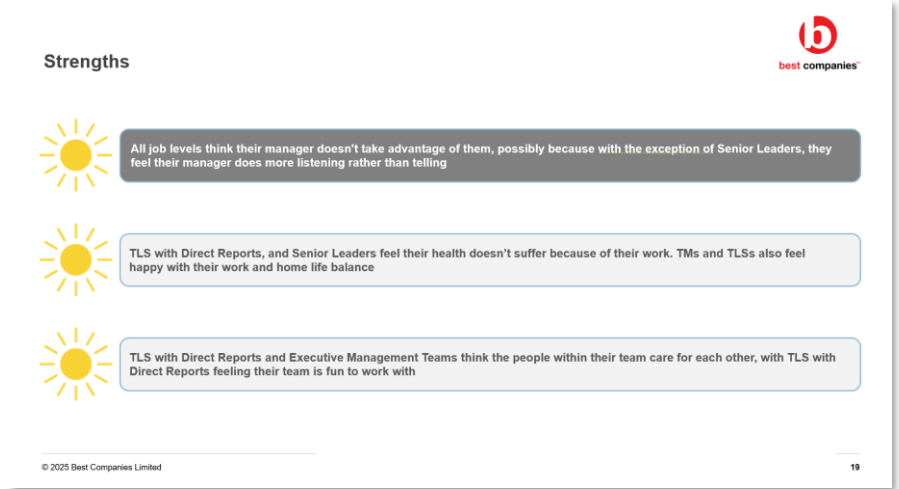 b
best companies™
Strengths
All job levels think their manager doesn't take advantage of them, possibly because with the exception of Senior Leaders, they
feel their manager does more listening rather than telling
TLS with Direct Reports, and Senior Leaders feel their health doesn't suffer because of their work. TMs and TLSs also feel
happy with their work and home life balance
TLS with Direct Reports and Executive Management Teams think the people within their team care for each other, with TLS with
Direct Reports feeling their team is fun to work with
© 2025 Best Companies Limited
19